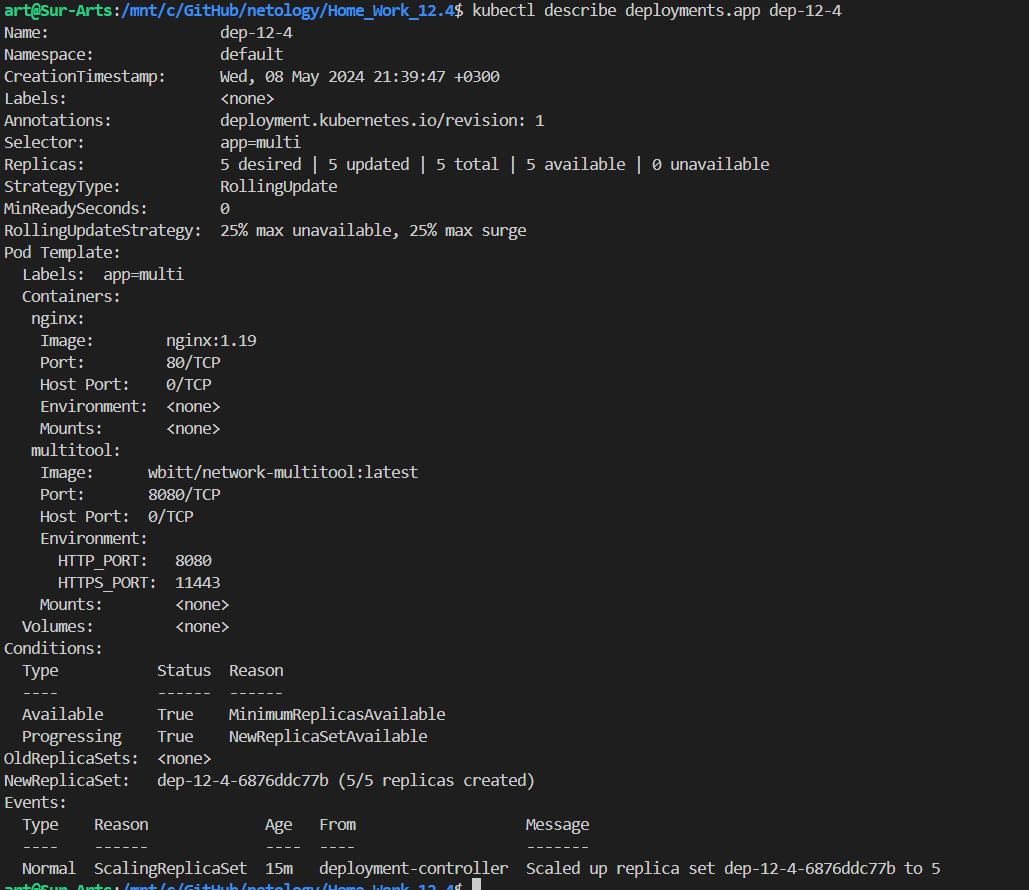 art@Sur-Arts:/mnt/c/GitHub/netology/Home_Work_12.4$ kubectl describe deployments.app dep-12-4
Name:                   dep-12-4
Namespace:              default
CreationTimestamp:      Wed, 08 May 2024 21:39:47 +0300
Labels:                 <none>
Annotations:            deployment.kubernetes.io/revision: 1
Selector:               app=multi
Replicas:               5 desired | 5 updated | 5 total | 5 available | 0 unavailable
StrategyType:           RollingUpdate
MinReadySeconds:        0
RollingUpdateStrategy:  25% max unavailable, 25% max surge
Pod Template:
  Labels:  app=multi
  Containers:
   nginx:
    Image:        nginx:1.19
    Port:         80/TCP
    Host Port:    0/TCP
    Environment:  <none>
    Mounts:       <none>
   multitool:
    Image:      wbitt/network-multitool:latest
    Port:       8080/TCP
    Host Port:  0/TCP
    Environment:
      HTTP_PORT:   8080
      HTTPS_PORT:  11443
    Mounts:        <none>
  Volumes:         <none>
Conditions:
  Type           Status  Reason
  ----           ------  ------
  Available      True    MinimumReplicasAvailable
  Progressing    True    NewReplicaSetAvailable
OldReplicaSets:  <none>
NewReplicaSet:   dep-12-4-6876ddc77b (5/5 replicas created)
Events:
  Type    Reason             Age   From                   Message
  ----    ------             ----  ----                   -------
  Normal  ScalingReplicaSet  15m   deployment-controller  Scaled up replica set dep-12-4-6876ddc77b to 5
art@Sur-Arts:/mnt/c/GitHub/netology/Home_Work_12.4$